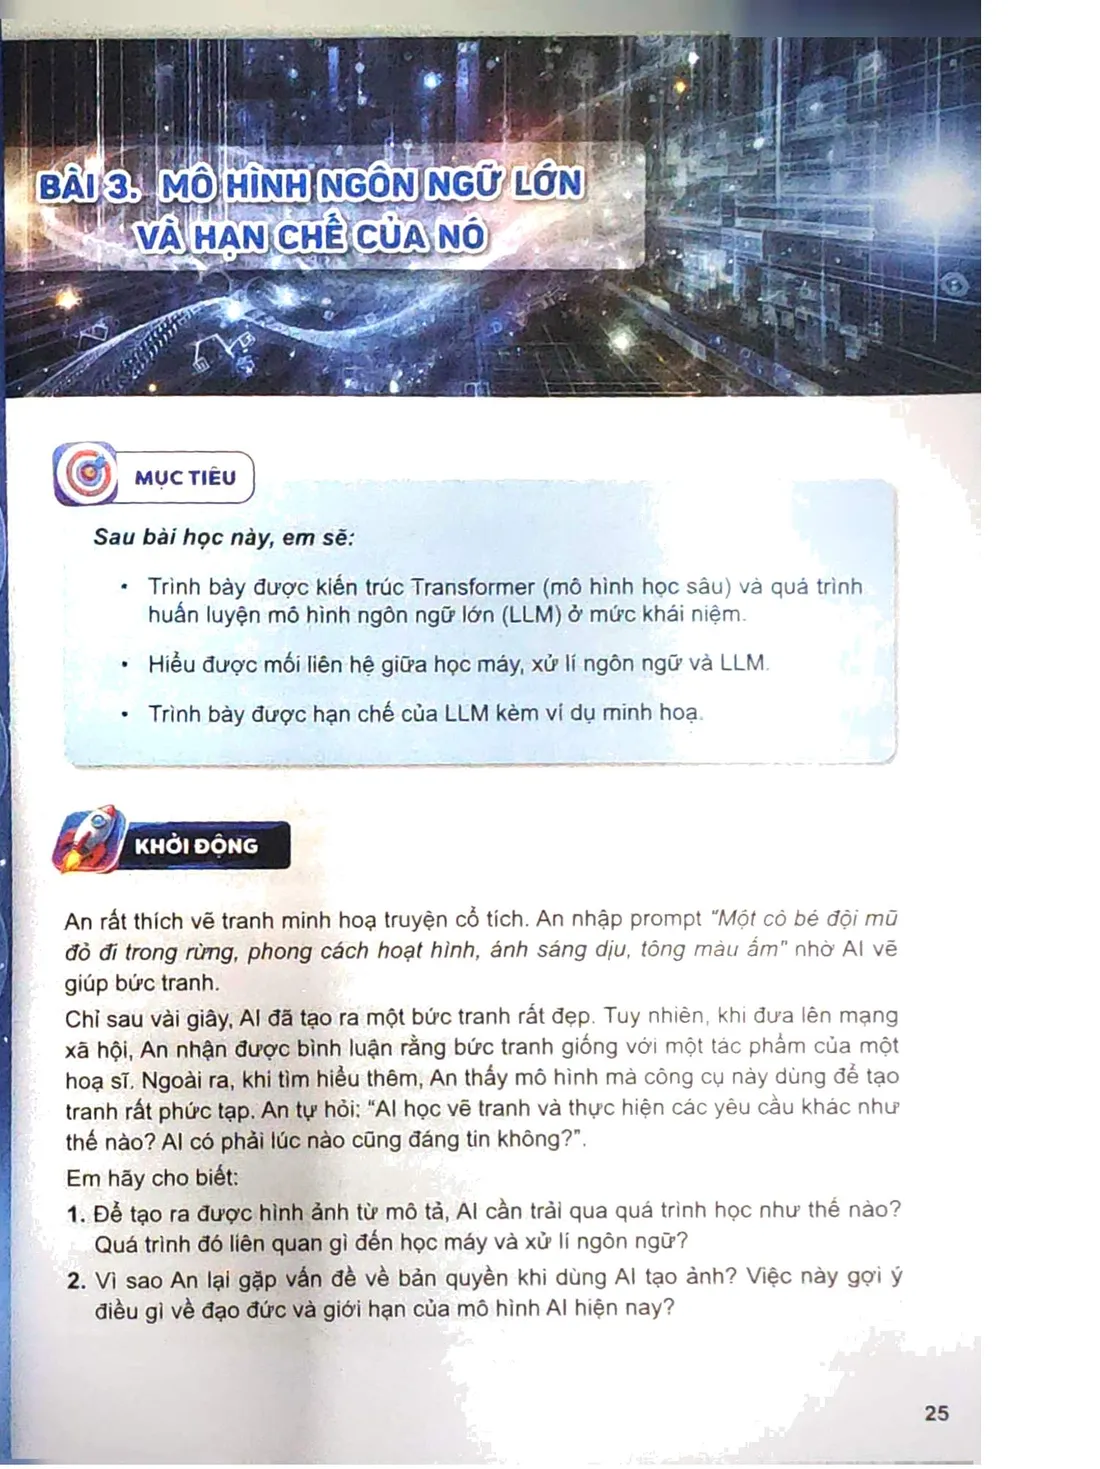 BÀI 3. MÔ HÌNH NGÔN NGỮ LỚN
VÀ HẠN CHẾ CỦA NÓ
MỤC TIÊU
Sau bài học này, em sẽ:
• Trình bày được kiến trúc Transformer (mô hình học sâu) và quá trình
huấn luyện mô hình ngôn ngữ lớn (LLM) ở mức khái niệm.
• Hiểu được mối liên hệ giữa học máy, xử lí ngôn ngữ và LLM.
• Trình bày được hạn chế của LLM kèm ví dụ minh hoạ.
KHỞI ĐỘNG
An rất thích vẽ tranh minh hoạ truyện cổ tích. An nhập prompt "Một cô bé đội mũ
đỏ đi trong rừng, phong cách hoạt hình, ánh sáng dịu, tông màu ấm" nhờ AI vẽ
giúp bức tranh.
Chỉ sau vài giây, AI đã tạo ra một bức tranh rất đẹp. Tuy nhiên, khi đưa lên mạng
xã hội, An nhận được bình luận rằng bức tranh giống với một tác phẩm của một
hoạ sĩ. Ngoài ra, khi tìm hiểu thêm, An thấy mô hình mà công cụ này dùng để tạo
tranh rất phức tạp. An tự hỏi: "AI học vẽ tranh và thực hiện các yêu cầu khác như
thế nào? AI có phải lúc nào cũng đáng tin không?".
Em hãy cho biết:
1. Để tạo ra được hình ảnh từ mô tả, AI cần trải qua quá trình học như thế nào?
Quá trình đó liên quan gì đến học máy và xử lí ngôn ngữ?
2. Vì sao An lại gặp vấn đề về bản quyền khi dùng AI tạo ảnh? Việc này gợi ý
điều gì về đạo đức và giới hạn của mô hình AI hiện nay?
25